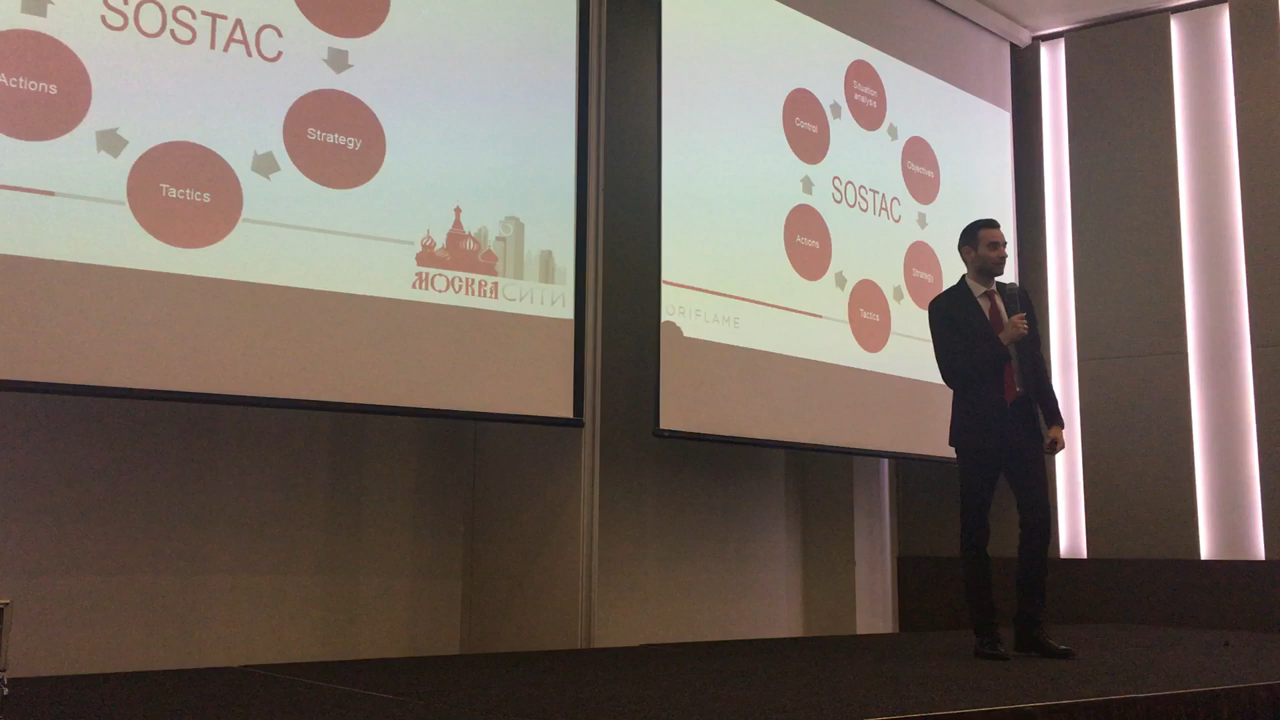 SOSTAC
Actions
Strategy
Tactics
МОСКВА СИТИ
Situation
analysis
Control
Objectives
SOSTAC
Actions
Strategy
Tactics
ORIFLAME